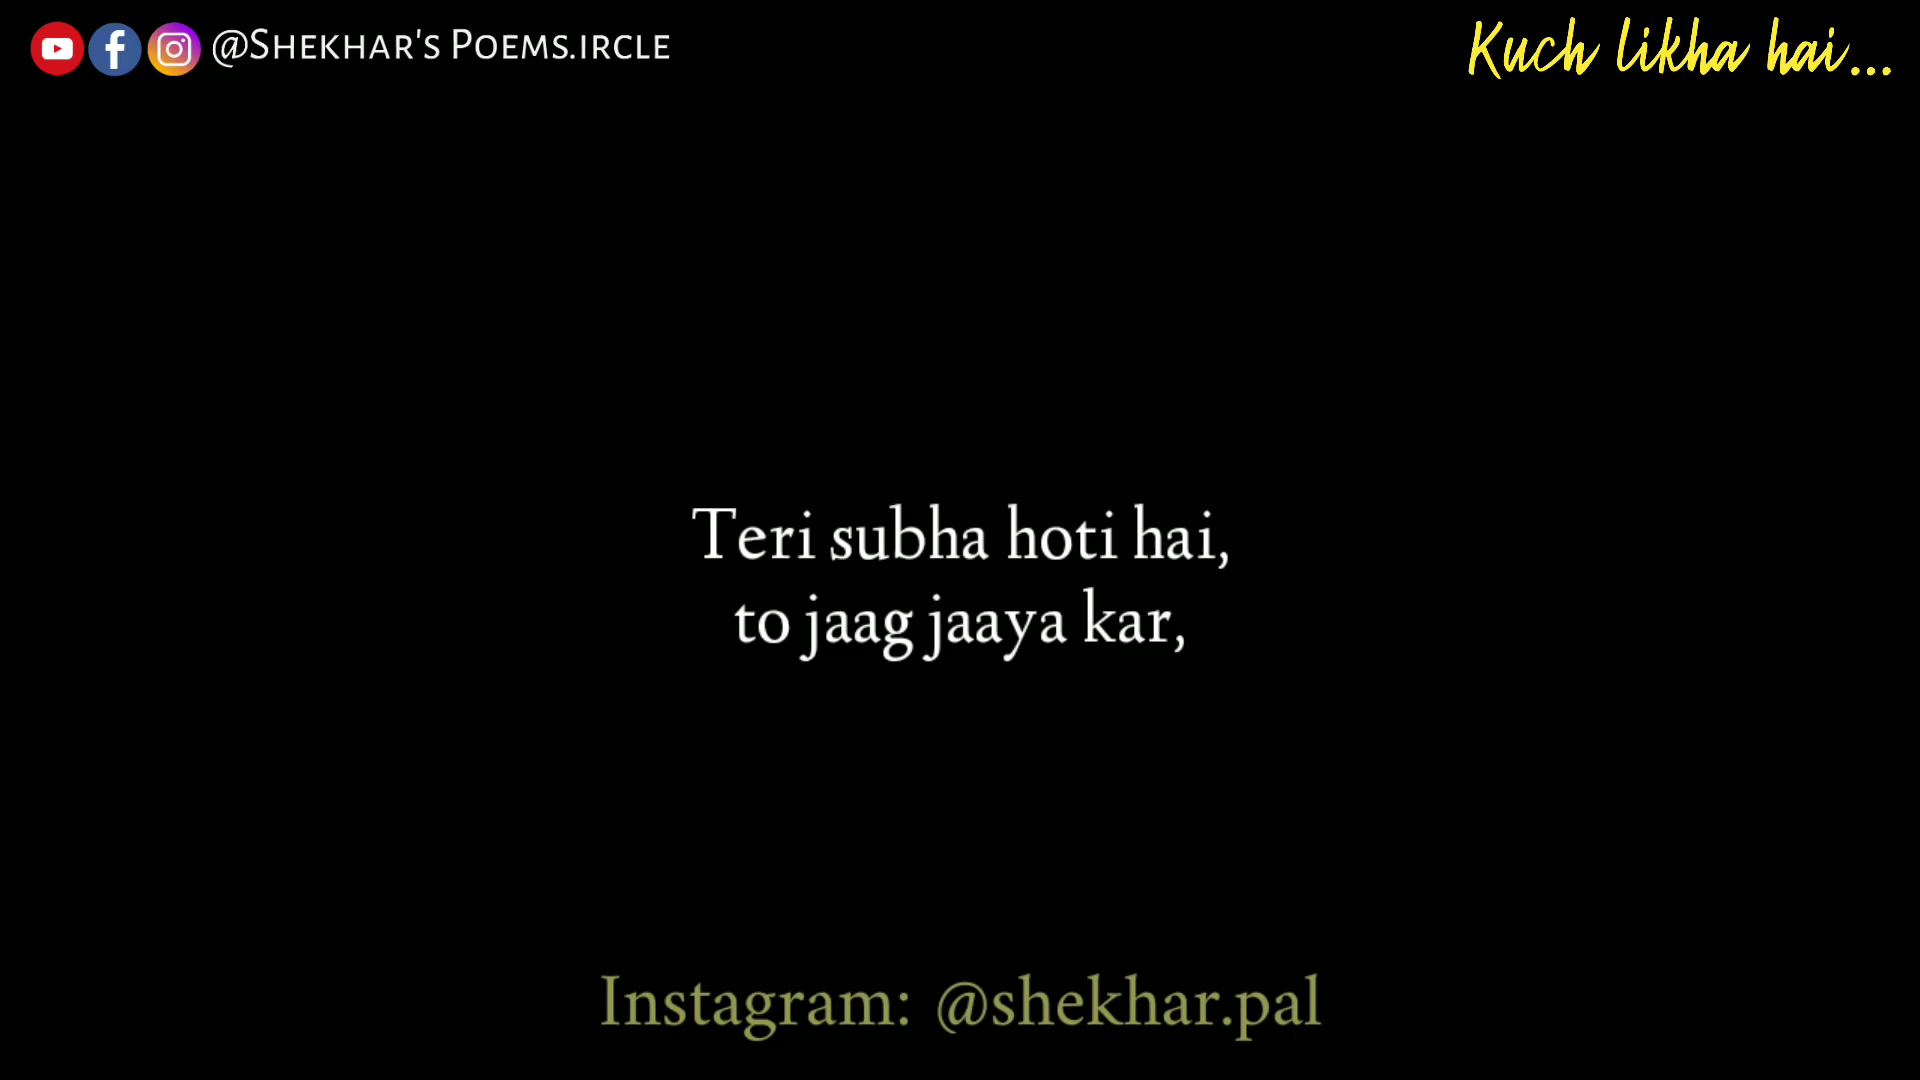 @Shekhar's Poems.ircle
Kuch likha hai...
Teri subha hoti hai,
to jaag jaaya kar,
Instagram: @shekhar.pal